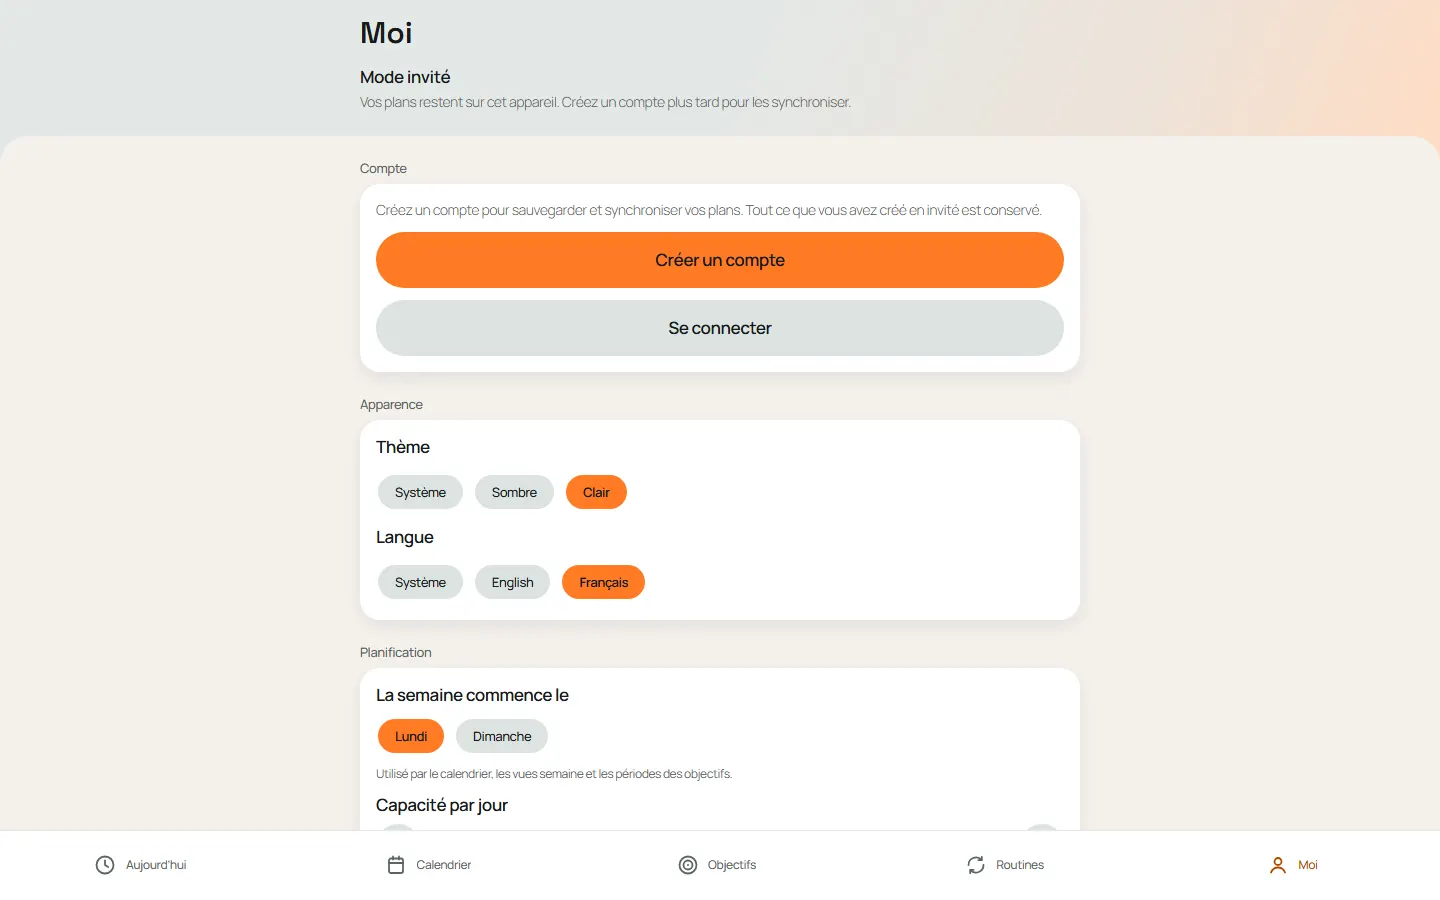 Moi
Mode invité
Vos plans restent sur cet appareil. Créez un compte plus tard pour les synchroniser.
Compte
Créez un compte pour sauvegarder et synchroniser vos plans. Tout ce que vous avez créé en invité est conservé.
Créer un compte
Se connecter
Apparence
Thème
Système Sombre Clair
Langue
Système English Français
Planification
La semaine commence le
Lundi Dimanche
Utilisé par le calendrier, les vues semaine et les périodes des objectifs.
Capacité par jour
Aujourd'hui Calendrier Objectifs Routines Moi